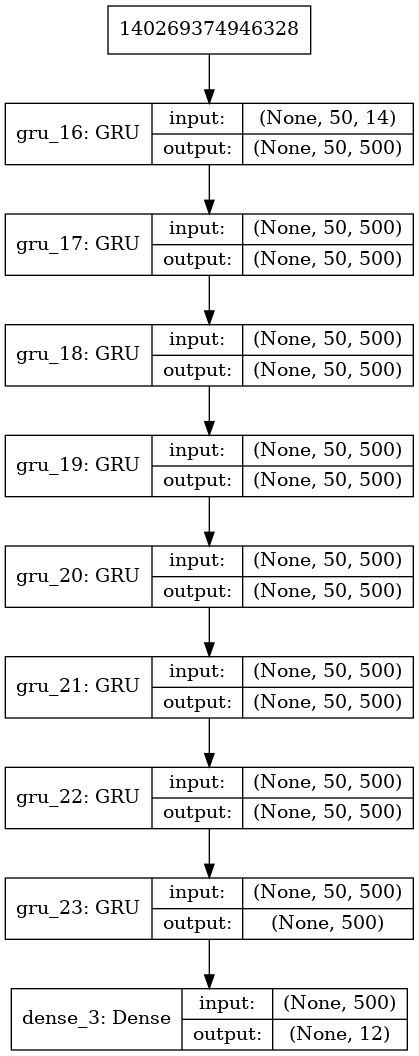 140269374946328
gru_16: GRU
input:
(None, 50, 14)
output:
(None, 50, 500)
gru_17: GRU
input:
(None, 50, 500)
output:
(None, 50, 500)
gru_18: GRU
input:
(None, 50, 500)
output:
(None, 50, 500)
gru_19: GRU
input:
(None, 50, 500)
output:
(None, 50, 500)
gru_20: GRU
input:
(None, 50, 500)
output:
(None, 50, 500)
gru_21: GRU
input:
(None, 50, 500)
output:
(None, 50, 500)
gru_22: GRU
input:
(None, 50, 500)
output:
(None, 50, 500)
gru_23: GRU
input:
(None, 50, 500)
output:
(None, 500)
dense_3: Dense
input:
(None, 500)
output:
(None, 12)